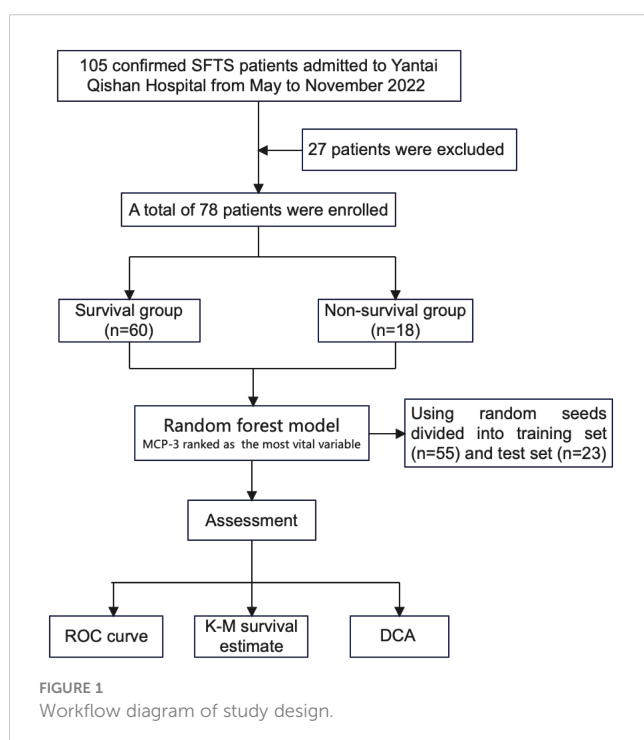 105 confirmed SFTS patients admitted to Yantai
Qishan Hospital from May to November 2022
27 patients were excluded
A total of 78 patients were enrolled
Survival group
(n=60)
Non-survival group
(n=18)
Random forest model
MCP-3 ranked as the most vital variable
Using random seeds
divided into training set
(n=55) and test set (n=23)
Assessment
ROC curve
K-M survival
estimate
DCA
FIGURE 1
Workflow diagram of study design.